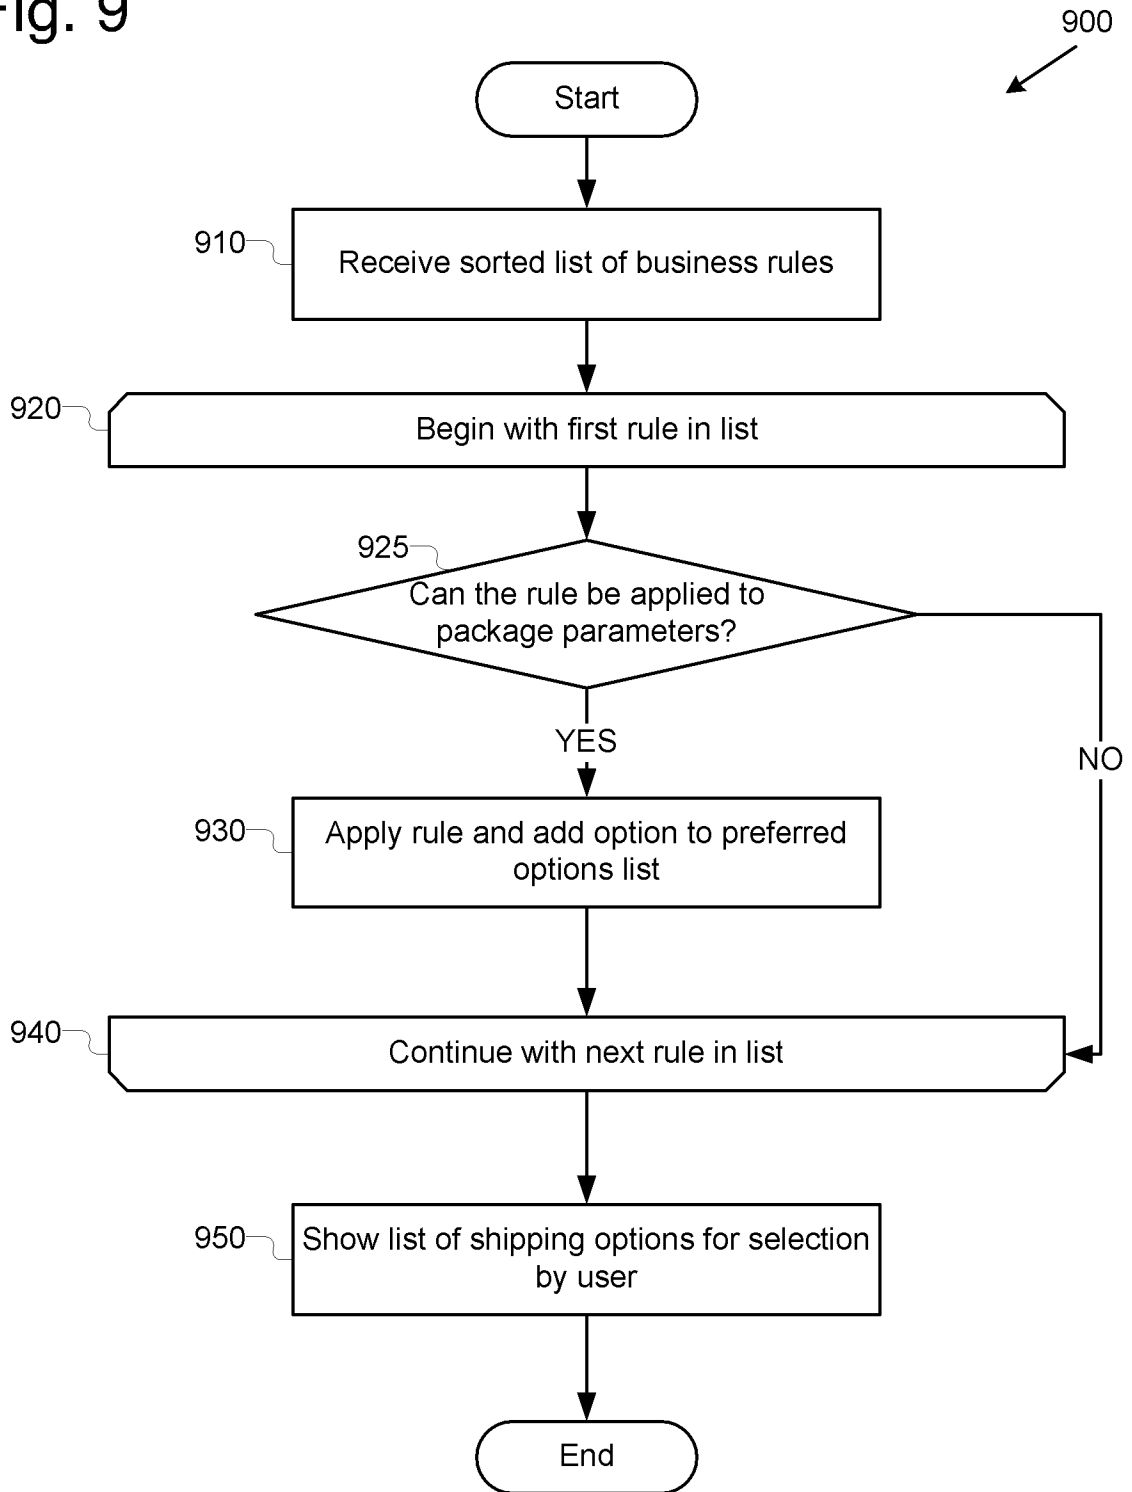 Fig. 9
900
Start
910
Receive sorted list of business rules
920
Begin with first rule in list
925
Can the rule be applied to
package parameters?
YES
NO
930
Apply rule and add option to preferred
options list
940
Continue with next rule in list
950
Show list of shipping options for selection
by user
End